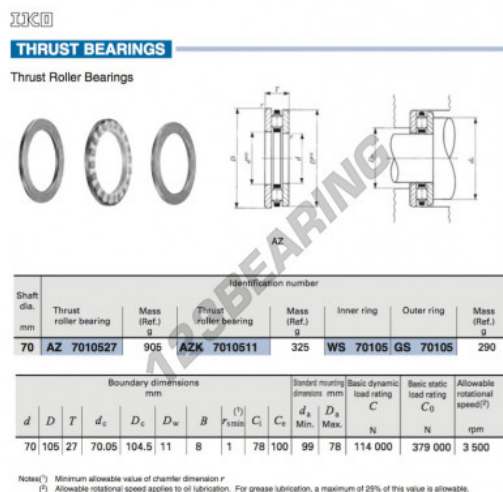 IKO
THRUST BEARINGS
Thrust Roller Bearings
T
r
r
D
d
d
D
AZ
123BEARING
Shaft dia. mm
Identification number
Thrust roller bearing
Mass (Ref.) g
Thrust roller bearing
Mass (Ref.) g
Inner ring
Outer ring
Mass (Ref.) g
70 AZ 7010527 905 AZK 7010511 325 WS 70105 GS 70105 290
Boundary dimensions mm
Standard mounting dimensions mm
Basic dynamic load rating C N
Basic static load rating C0 N
Allowable rotational speed(2) rpm
d D T dc Dc Dw B rs min(1) Ci Ce da Min. Da Max.
70 105 27 70.05 104.5 11 8 1 78 100 99 78 114 000 379 000 3 500
Notes(1) Minimum allowable value of chamfer dimension r
(2) Allowable rotational speed applies to oil lubrication. For grease lubrication, a maximum of 25% of this value is allowable.